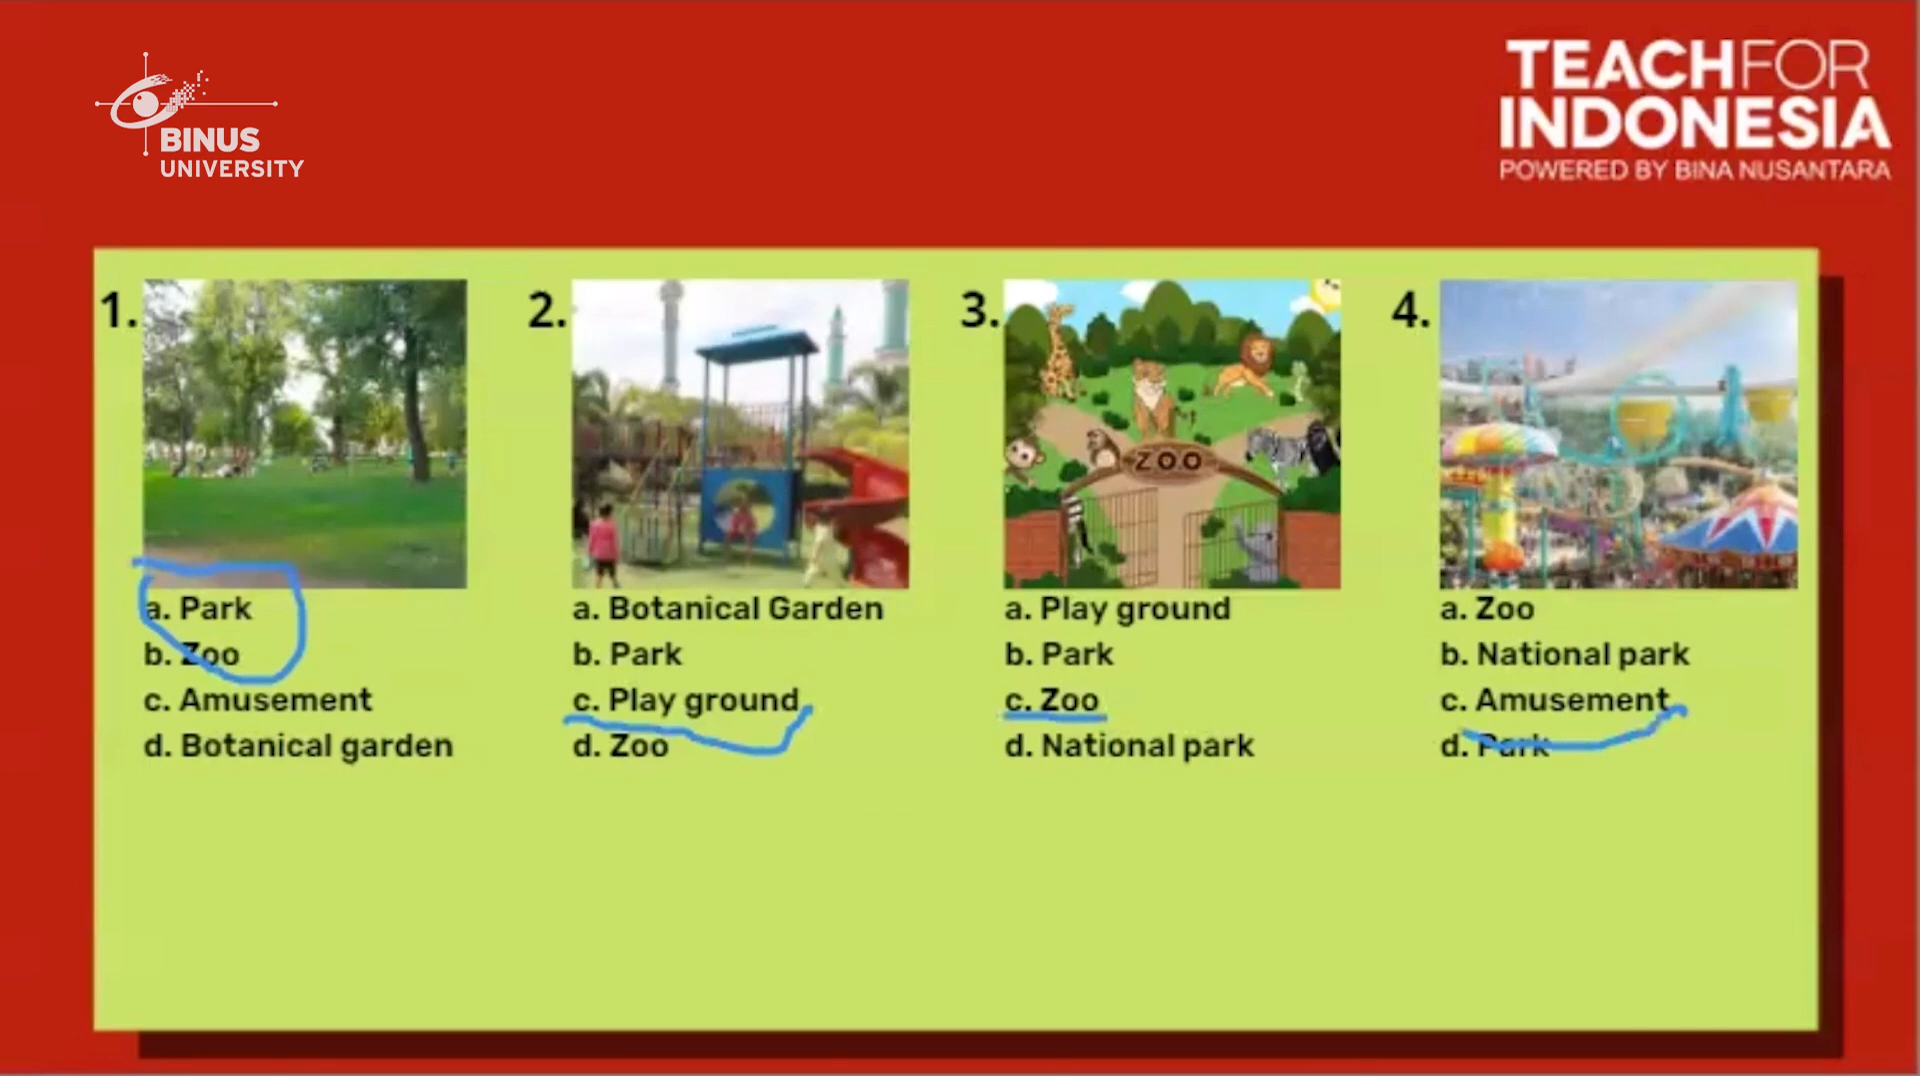 BINUS
UNIVERSITY
TEACHFOR
INDONESIA
POWERED BY BINA NUSANTARA
1.
a. Park
b. Zoo
c. Amusement
d. Botanical garden
2.
a. Botanical Garden
b. Park
c. Play ground
d. Zoo
3.
ZOO
a. Play ground
b. Park
c. Zoo
d. National park
4.
a. Zoo
b. National park
c. Amusement
d. Park